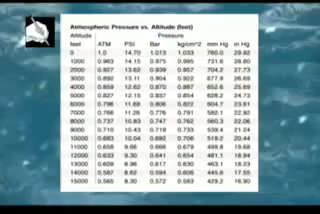 Atmospheric Pressure vs. Altitude (feet)
Altitude Pressure
feet ATM PSI Bar kg/cm^2 mm Hg in Hg
0 1.0 14.70 1.013 1.033 760.0 29.92
1000 0.963 14.15 0.975 0.995 731.6 28.80
2000 0.927 13.62 0.939 0.958 704.2 27.73
3000 0.892 13.11 0.904 0.922 677.9 26.69
4000 0.859 12.62 0.870 0.887 652.6 25.69
5000 0.827 12.15 0.837 0.854 628.2 24.73
6000 0.796 11.69 0.806 0.822 604.7 23.81
7000 0.766 11.26 0.776 0.791 582.1 22.92
8000 0.737 10.83 0.747 0.762 560.3 22.06
9000 0.710 10.43 0.719 0.733 539.4 21.24
10000 0.683 10.04 0.692 0.706 519.2 20.44
11000 0.658 9.66 0.666 0.679 499.8 19.68
12000 0.633 9.30 0.641 0.654 481.1 18.94
13000 0.609 8.96 0.617 0.630 463.1 18.23
14000 0.587 8.62 0.594 0.606 445.8 17.55
15000 0.565 8.30 0.572 0.583 429.2 16.90